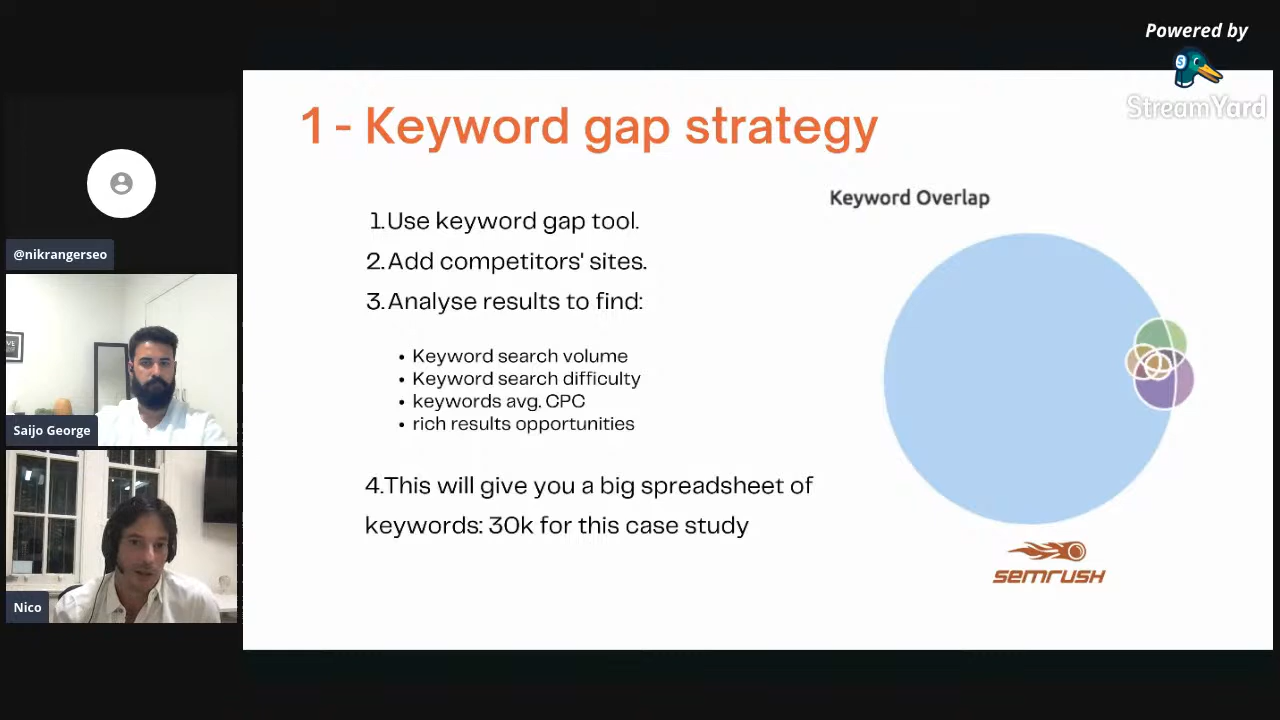 Powered by
StreamYard
1 - Keyword gap strategy
Keyword Overlap
1.Use keyword gap tool.
2.Add competitors' sites.
3.Analyse results to find:
• Keyword search volume
• Keyword search difficulty
• keywords avg. CPC
• rich results opportunities
4.This will give you a big spreadsheet of
keywords: 30k for this case study
semrush
@nikrangerseo
Saijo George
Nico